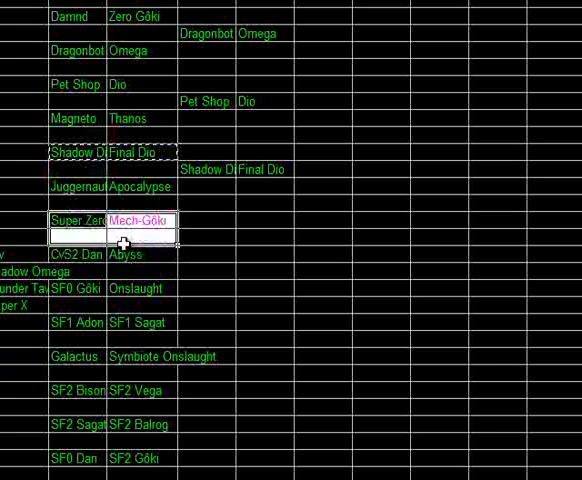 Damnd Zero Gôki
Dragonbot Omega
Dragonbot Omega
Pet Shop Dio
Pet Shop Dio
Magneto Thanos
Shadow Di Final Dio
Shadow Di Final Dio
Juggernaut Apocalypse
Super Zero Mech-Gôki
v CvS2 Dan Abyss
adow Omega
under Tav SF0 Gôki Onslaught
per X
SF1 Adon SF1 Sagat
Galactus Symbiote Onslaught
SF2 Bison SF2 Vega
SF2 Sagat SF2 Balrog
SF0 Dan SF2 Gôki